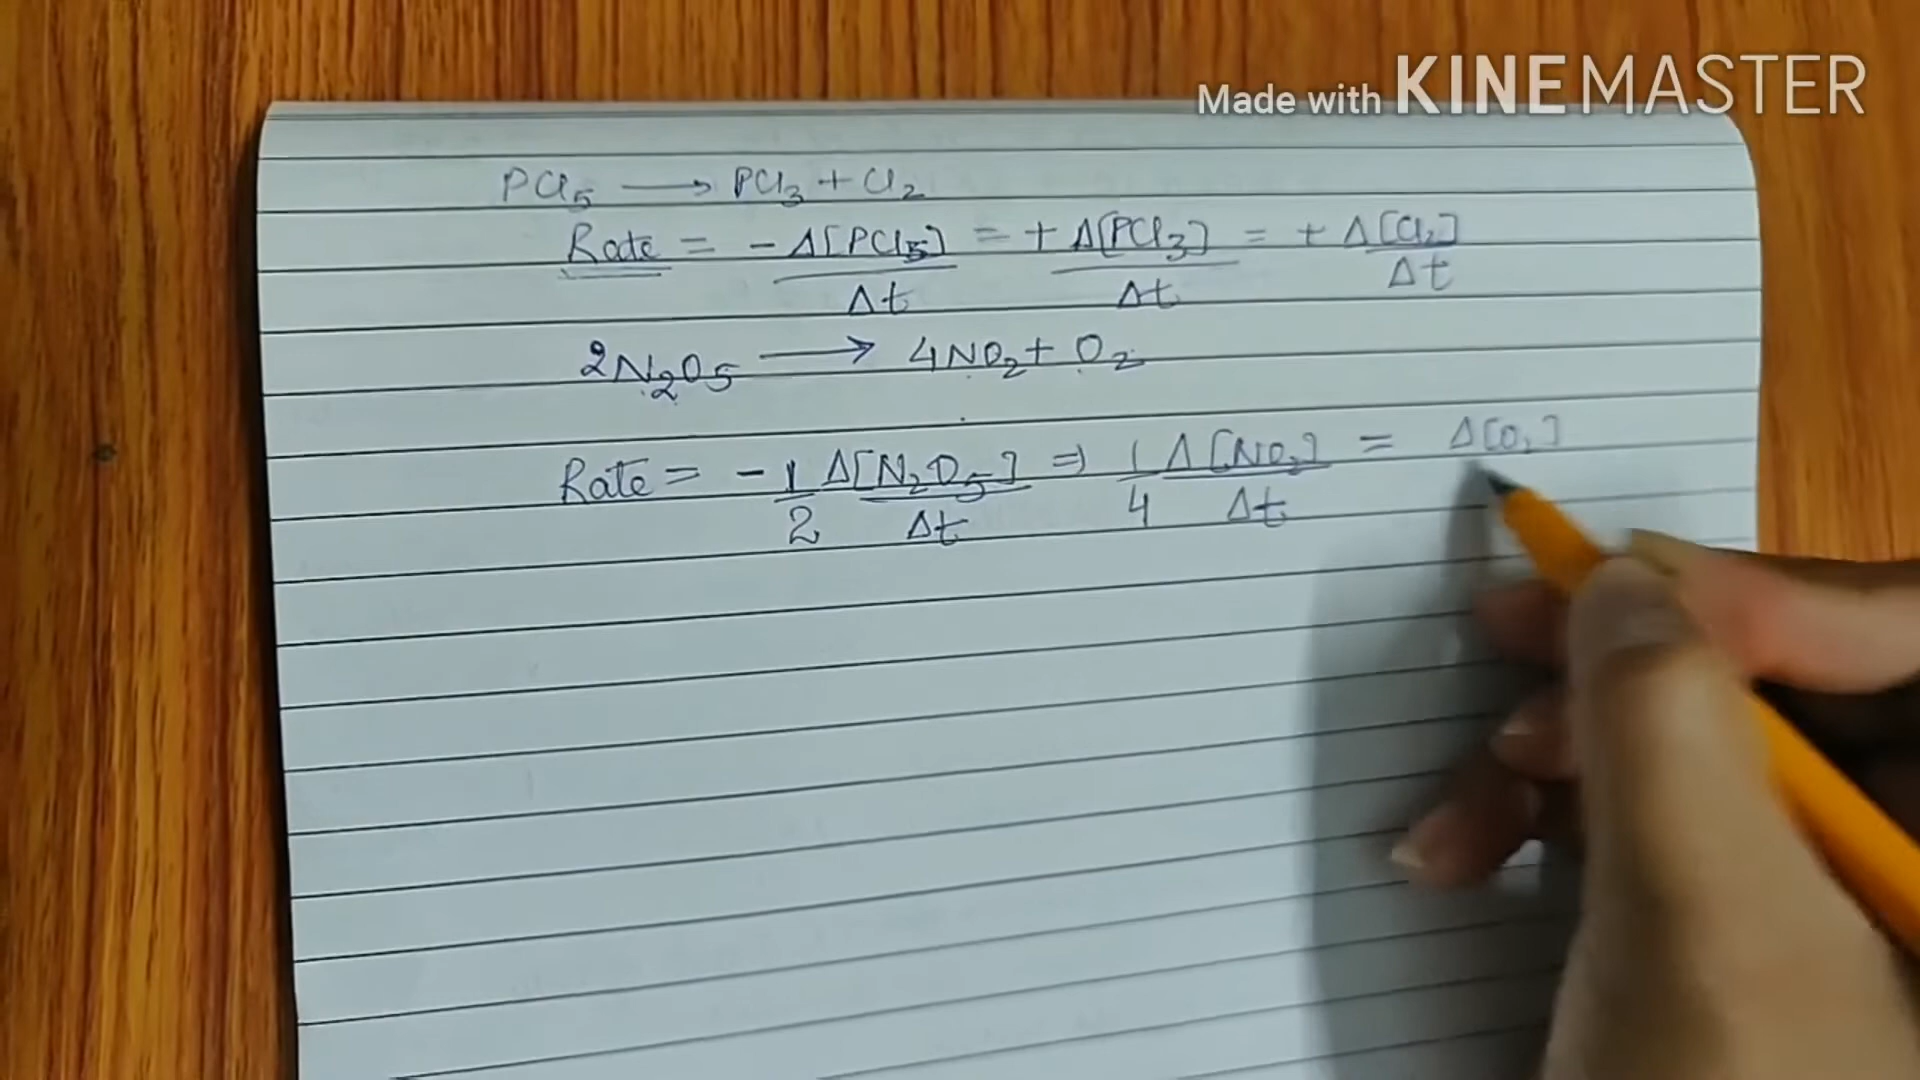 Made with KINEMASTER
PCl₅ ⟶ PCl₃ + Cl₂
Rate = -Δ[PCl₅]/Δt = +Δ[PCl₃]/Δt = +Δ[Cl₂]/Δt
2N₂O₅ ⟶ 4NO₂ + O₂
Rate = -1/2 Δ[N₂O₅]/Δt ⇒ 1/4 Δ[NO₂]/Δt = Δ[O₂]